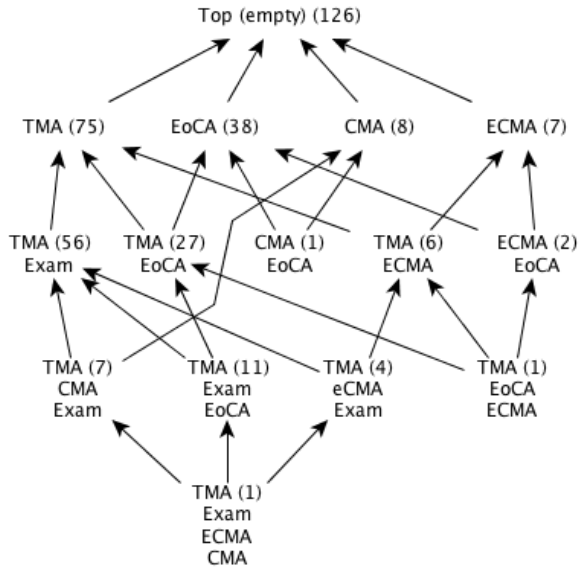 Top (empty) (126)
TMA (75)
EoCA (38)
CMA (8)
ECMA (7)
TMA (56)
Exam
TMA (27)
EoCA
CMA (1)
EoCA
TMA (6)
ECMA
ECMA (2)
EoCA
TMA (7)
CMA
Exam
TMA (11)
Exam
EoCA
TMA (4)
eCMA
Exam
TMA (1)
EoCA
ECMA
TMA (1)
Exam
ECMA
CMA